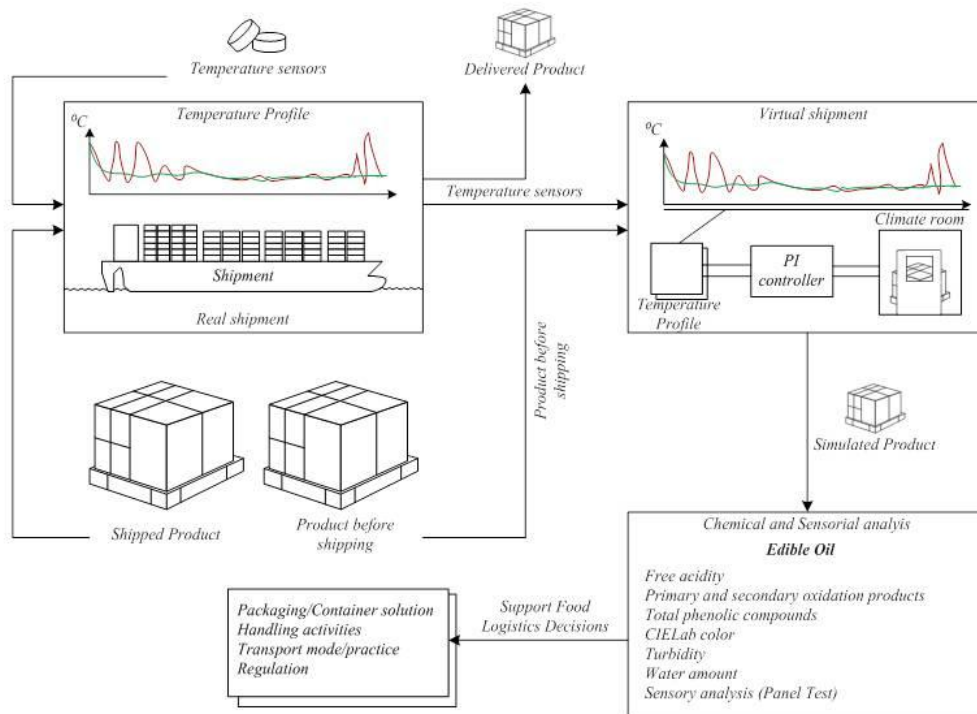 Temperature sensors
Delivered Product
Temperature Profile
ºC
Shipment
Real shipment
Temperature sensors
Virtual shipment
ºC
Climate room
PI
controller
Temperature
Profile
Product before
shipping
Simulated Product
Shipped Product
Product before
shipping
Chemical and Sensorial analyis
Edible Oil
Free acidity
Primary and secondary oxidation products
Total phenolic compounds
CIELab color
Turbidity
Water amount
Sensory analysis (Panel Test)
Support Food
Logistics Decisions
Packaging/Container solution
Handling activities
Transport mode/practice
Regulation